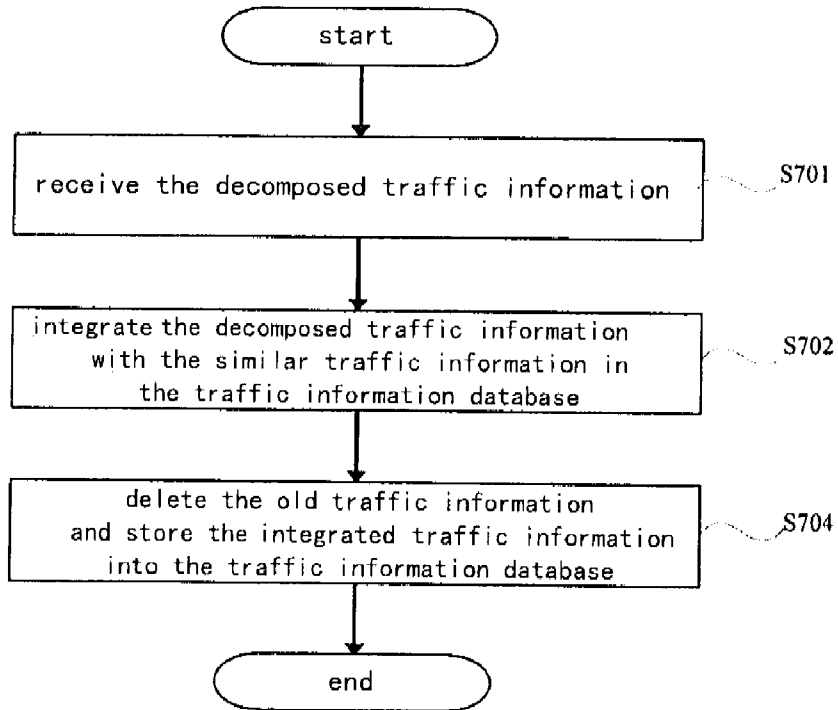 start
receive the decomposed traffic information
S701
integrate the decomposed traffic information
with the similar traffic information in
the traffic information database
S702
delete the old traffic information
and store the integrated traffic information
into the traffic information database
S704
end